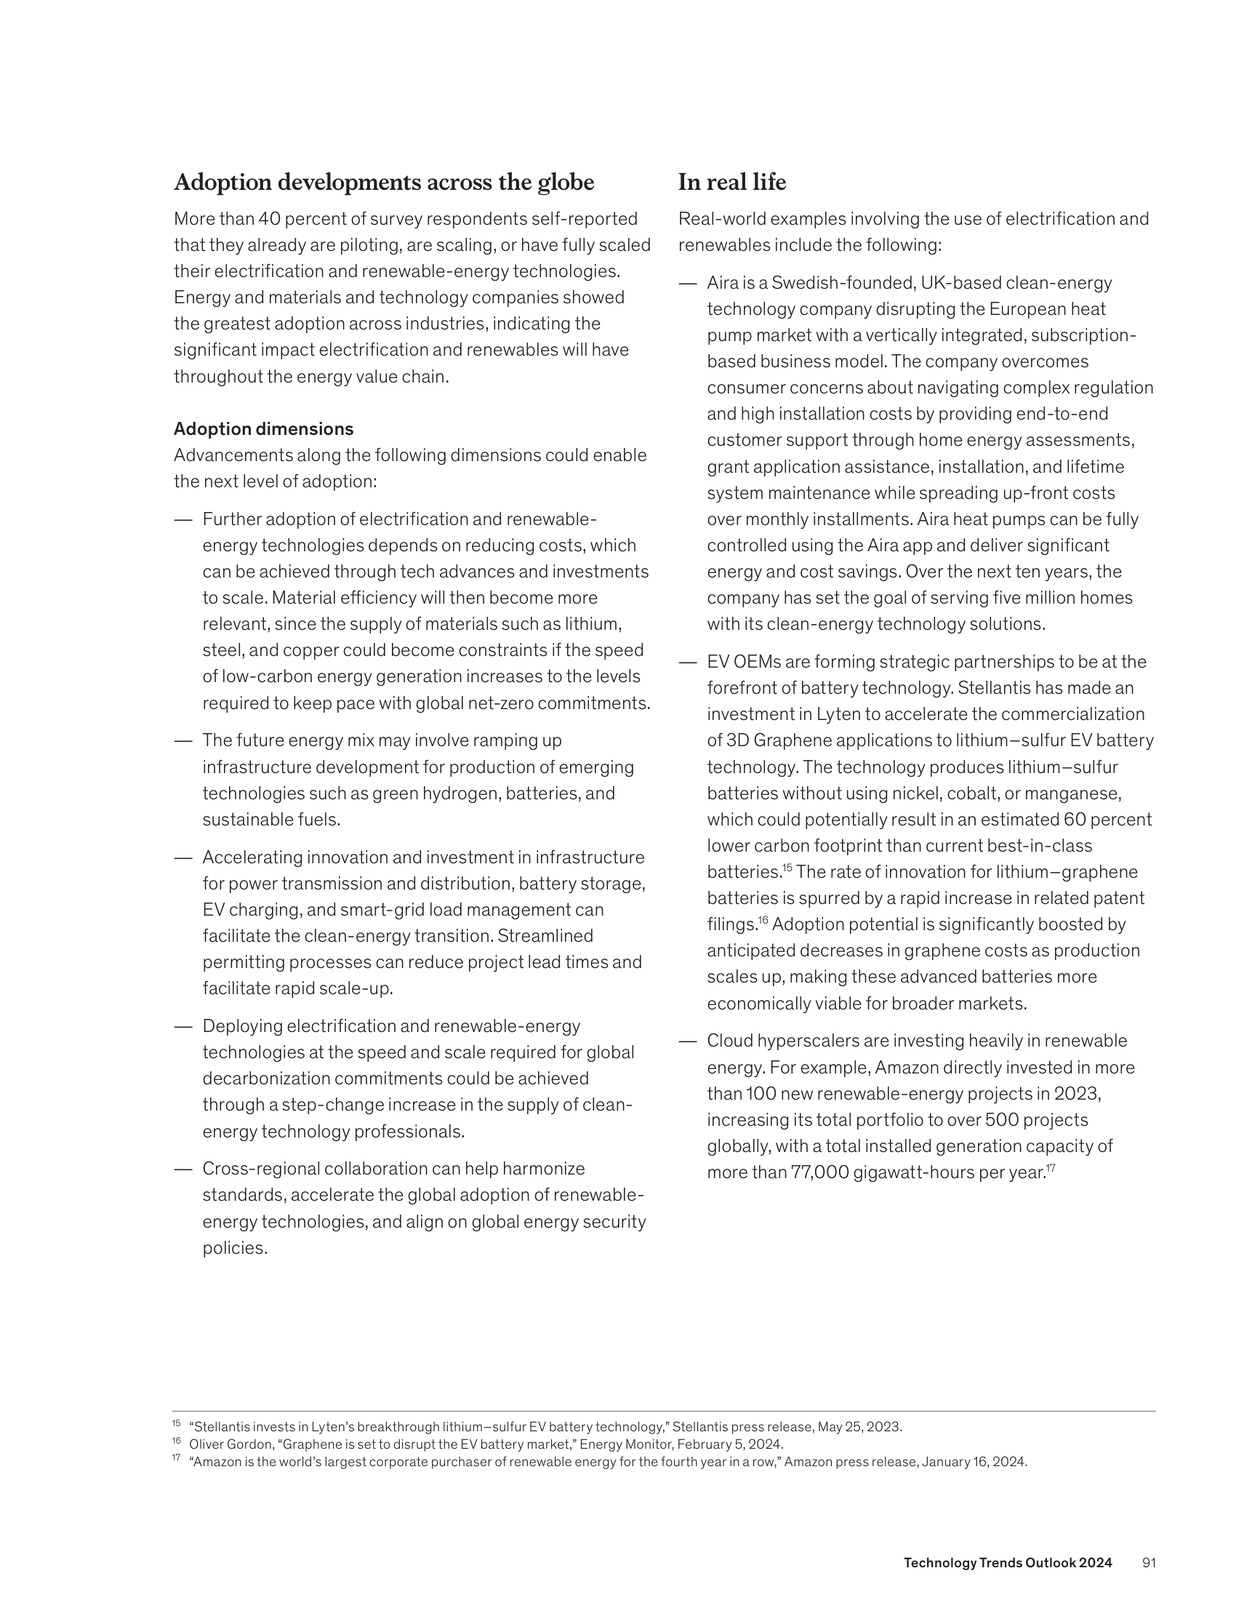 Adoption developments across the globe
More than 40 percent of survey respondents self-reported
that they already are piloting, are scaling, or have fully scaled
their electrification and renewable-energy technologies.
Energy and materials and technology companies showed
the greatest adoption across industries, indicating the
significant impact electrification and renewables will have
throughout the energy value chain.
Adoption dimensions
Advancements along the following dimensions could enable
the next level of adoption:
— Further adoption of electrification and renewable-
energy technologies depends on reducing costs, which
can be achieved through tech advances and investments
to scale. Material efficiency will then become more
relevant, since the supply of materials such as lithium,
steel, and copper could become constraints if the speed
of low-carbon energy generation increases to the levels
required to keep pace with global net-zero commitments.
— The future energy mix may involve ramping up
infrastructure development for production of emerging
technologies such as green hydrogen, batteries, and
sustainable fuels.
— Accelerating innovation and investment in infrastructure
for power transmission and distribution, battery storage,
EV charging, and smart-grid load management can
facilitate the clean-energy transition. Streamlined
permitting processes can reduce project lead times and
facilitate rapid scale-up.
— Deploying electrification and renewable-energy
technologies at the speed and scale required for global
decarbonization commitments could be achieved
through a step-change increase in the supply of clean-
energy technology professionals.
— Cross-regional collaboration can help harmonize
standards, accelerate the global adoption of renewable-
energy technologies, and align on global energy security
policies.
In real life
Real-world examples involving the use of electrification and
renewables include the following:
— Aira is a Swedish-founded, UK-based clean-energy
technology company disrupting the European heat
pump market with a vertically integrated, subscription-
based business model. The company overcomes
consumer concerns about navigating complex regulation
and high installation costs by providing end-to-end
customer support through home energy assessments,
grant application assistance, installation, and lifetime
system maintenance while spreading up-front costs
over monthly installments. Aira heat pumps can be fully
controlled using the Aira app and deliver significant
energy and cost savings. Over the next ten years, the
company has set the goal of serving five million homes
with its clean-energy technology solutions.
— EV OEMs are forming strategic partnerships to be at the
forefront of battery technology. Stellantis has made an
investment in Lyten to accelerate the commercialization
of 3D Graphene applications to lithium–sulfur EV battery
technology. The technology produces lithium–sulfur
batteries without using nickel, cobalt, or manganese,
which could potentially result in an estimated 60 percent
lower carbon footprint than current best-in-class
batteries.15 The rate of innovation for lithium–graphene
batteries is spurred by a rapid increase in related patent
filings.16 Adoption potential is significantly boosted by
anticipated decreases in graphene costs as production
scales up, making these advanced batteries more
economically viable for broader markets.
— Cloud hyperscalers are investing heavily in renewable
energy. For example, Amazon directly invested in more
than 100 new renewable-energy projects in 2023,
increasing its total portfolio to over 500 projects
globally, with a total installed generation capacity of
more than 77,000 gigawatt-hours per year.17
15 “Stellantis invests in Lyten’s breakthrough lithium–sulfur EV battery technology,” Stellantis press release, May 25, 2023.
16 Oliver Gordon, “Graphene is set to disrupt the EV battery market,” Energy Monitor, February 5, 2024.
17 “Amazon is the world’s largest corporate purchaser of renewable energy for the fourth year in a row,” Amazon press release, January 16, 2024.
Technology Trends Outlook 2024 91